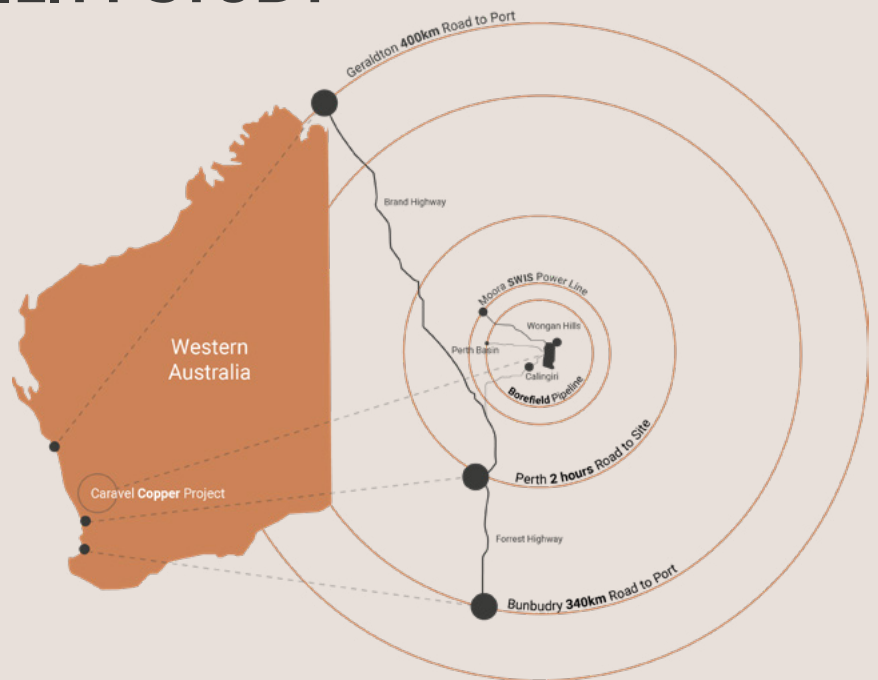 Geraldton 400km Road to Port
Brand Highway
Moora SWIS Power Line
Wongan Hills
Perth Basin
Calingiri
Borefield Pipeline
Western
Australia
Caravel Copper Project
Perth 2 hours Road to Site
Forrest Highway
Bunbudry 340km Road to Port